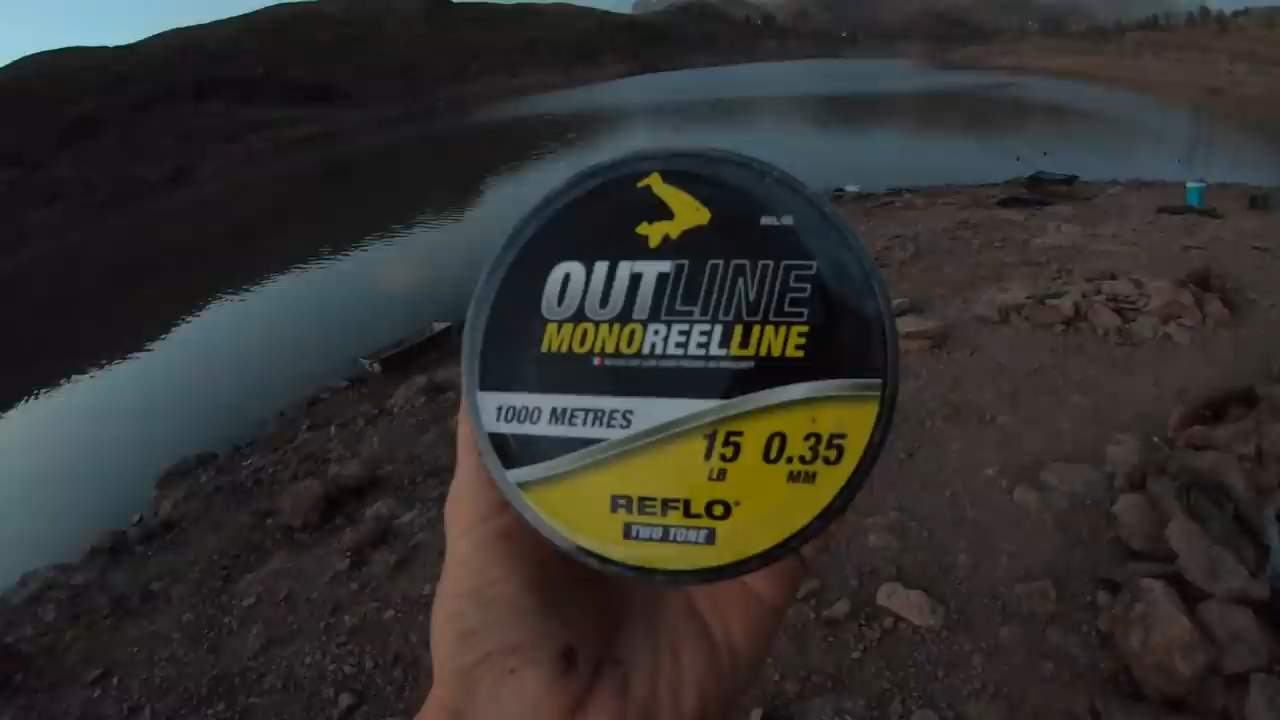 OUTLINE
MONOREELLINE
1000 METRES
15 0.35
LB MM
REFLO
TWO TONE